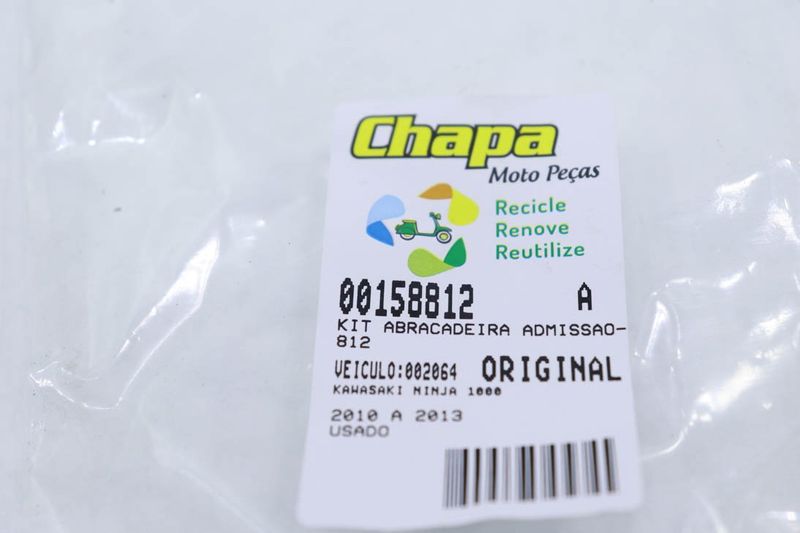 Chapa
Moto Peças
Recicle
Renove
Reutilize
00158812 A
KIT ABRACADEIRA ADMISSAO-
812
VEICULO:002064 ORIGINAL
KAWASAKI NINJA 1000
2010 A 2013
USADO